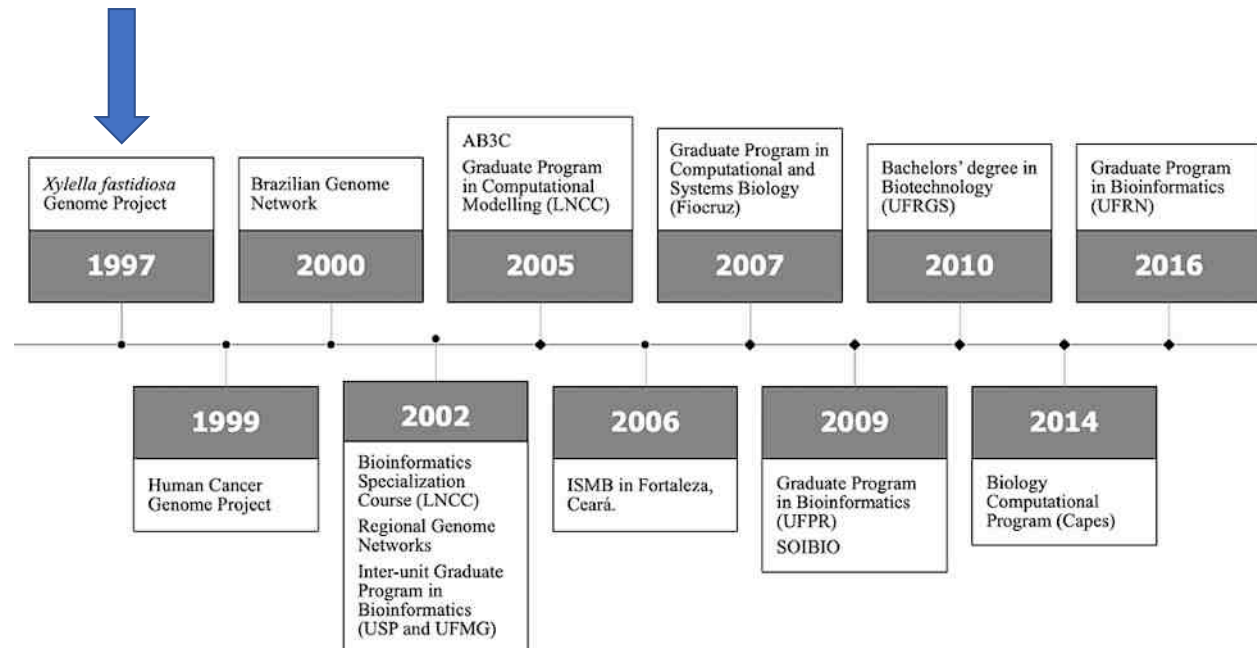 Xylella fastidiosa
Genome Project
1997
Brazilian Genome
Network
2000
AB3C
Graduate Program
in Computational
Modelling (LNCC)
2005
Graduate Program in
Computational and
Systems Biology
(Fiocruz)
2007
Bachelors’ degree in
Biotechnology
(UFRGS)
2010
Graduate Program
in Bioinformatics
(UFRN)
2016
1999
Human Cancer
Genome Project
2002
Bioinformatics
Specialization
Course (LNCC)
Regional Genome
Networks
Inter-unit Graduate
Program in
Bioinformatics
(USP and UFMG)
2006
ISMB in Fortaleza,
Ceará.
2009
Graduate Program
in Bioinformatics
(UFPR)
SOIBIO
2014
Biology
Computational
Program (Capes)